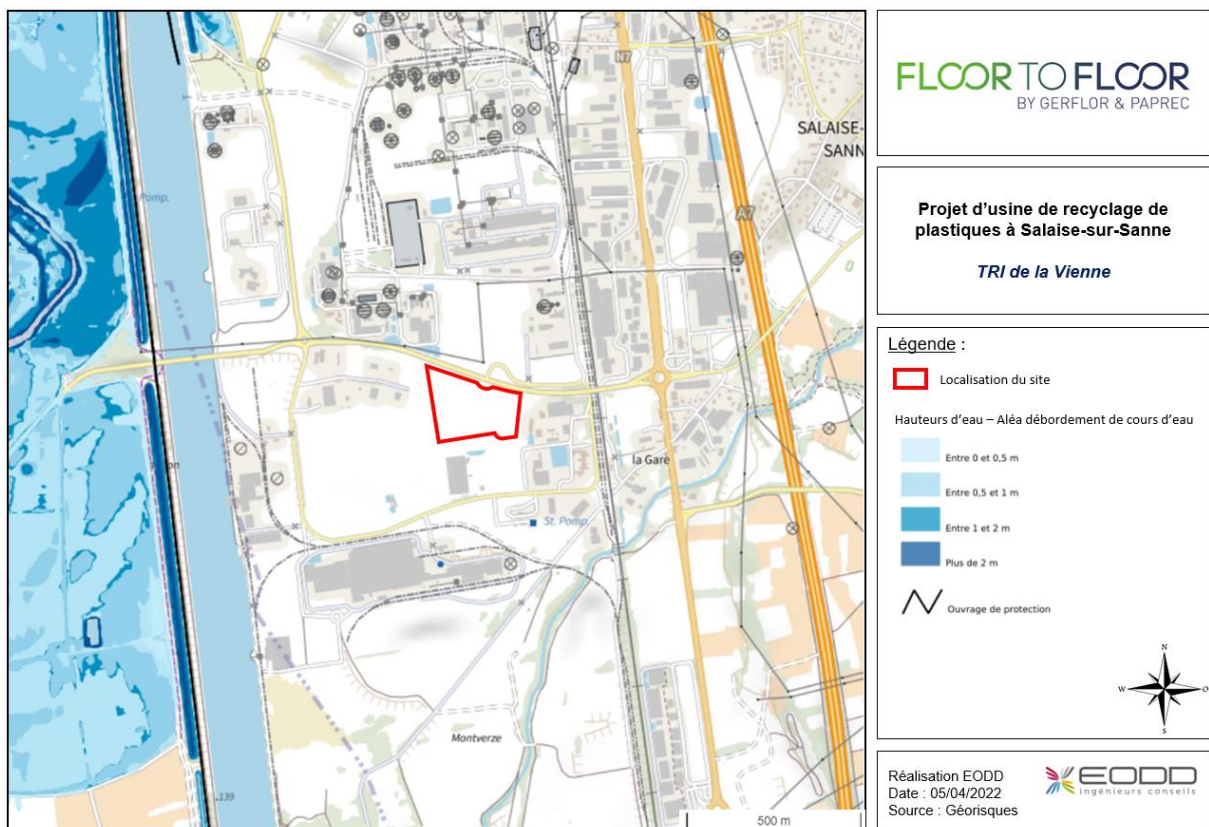 N7
SALAISE-
SANN
Pomp.
A7
la Gare
St. Pomp.
Montverze
139
500 m
FLOOR TO FLOOR
BY GERFLOR & PAPREC
Projet d'usine de recyclage de
plastiques à Salaise-sur-Sanne
TRI de la Vienne
Légende :
Localisation du site
Hauteurs d'eau – Aléa débordement de cours d'eau
Entre 0 et 0,5 m
Entre 0,5 et 1 m
Entre 1 et 2 m
Plus de 2 m
Ouvrage de protection
N
W
O
S
Réalisation EODD
Date : 05/04/2022
Source : Géorisques
EODD
ingénieurs conseils